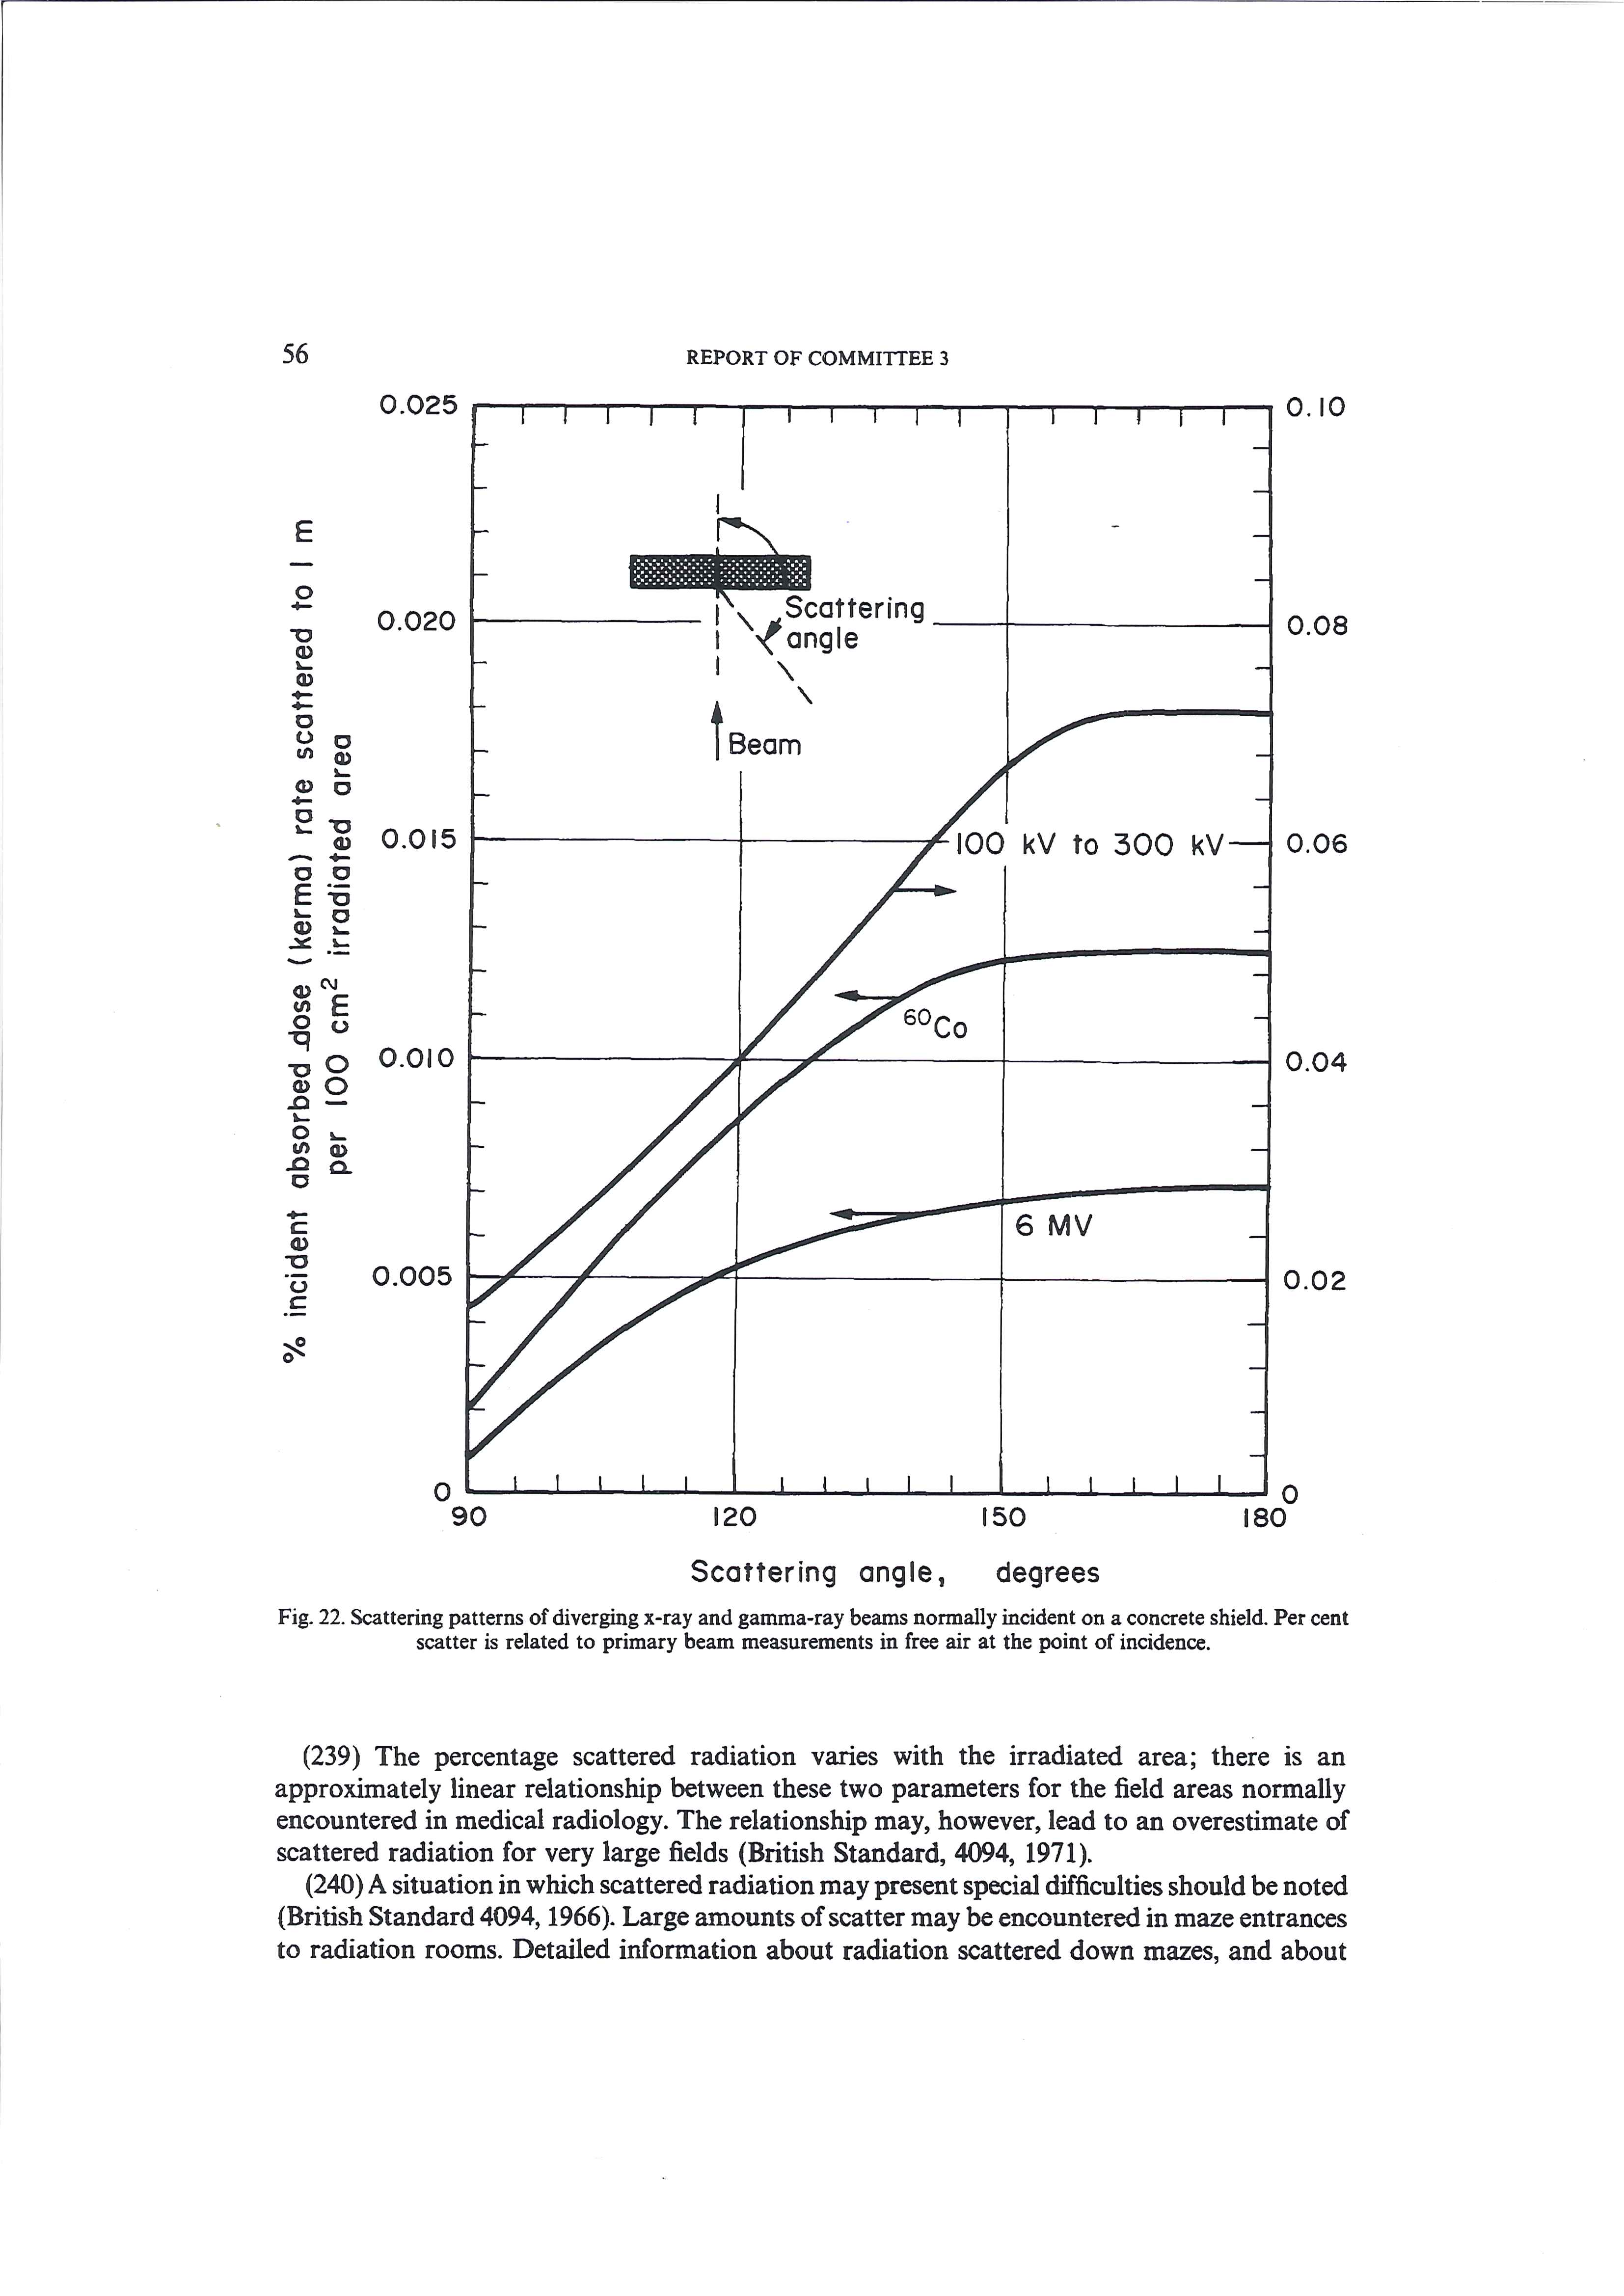 56
REPORT OF COMMITTEE 3
% incident absorbed dose (kerma) rate scattered to 1 m
per 100 cm² irradiated area
0.025
0.020
0.015
0.010
0.005
0
0.10
0.08
0.06
0.04
0.02
0
Scattering
angle
Beam
100 kV to 300 kV
⁶⁰Co
6 MV
90
120
150
180
Scattering angle, degrees
Fig. 22. Scattering patterns of diverging x-ray and gamma-ray beams normally incident on a concrete shield. Per cent
scatter is related to primary beam measurements in free air at the point of incidence.
(239) The percentage scattered radiation varies with the irradiated area; there is an
approximately linear relationship between these two parameters for the field areas normally
encountered in medical radiology. The relationship may, however, lead to an overestimate of
scattered radiation for very large fields (British Standard, 4094, 1971).
(240) A situation in which scattered radiation may present special difficulties should be noted
(British Standard 4094, 1966). Large amounts of scatter may be encountered in maze entrances
to radiation rooms. Detailed information about radiation scattered down mazes, and about